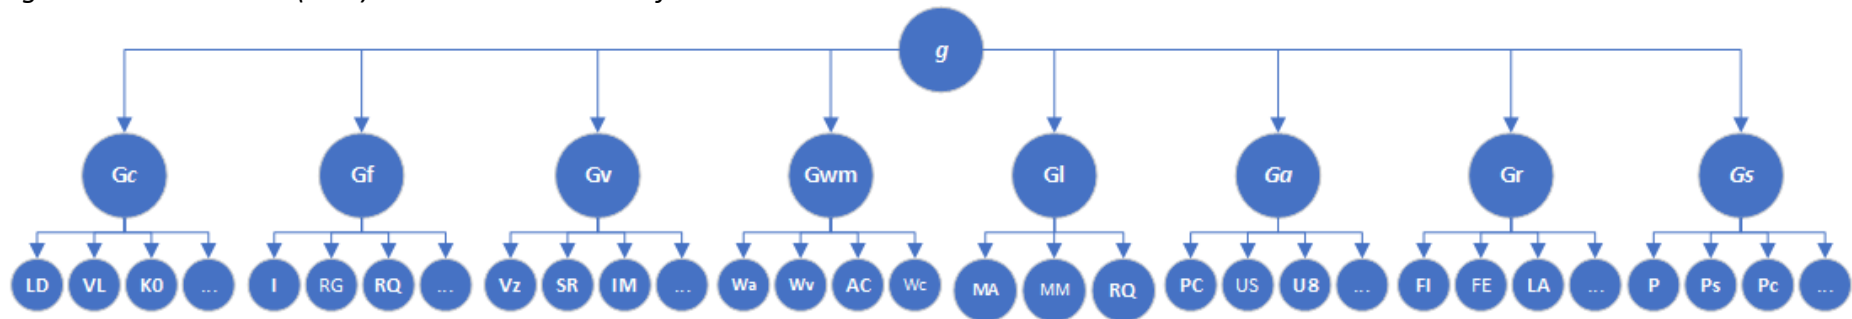 g
Gc Gf Gv Gwm Gl Ga Gr Gs
LD VL K0 ... I RG RQ ... Vz SR IM ... Wa Wv AC Wc MA MM RQ PC US U8 ... FI FE LA ... P Ps Pc ...